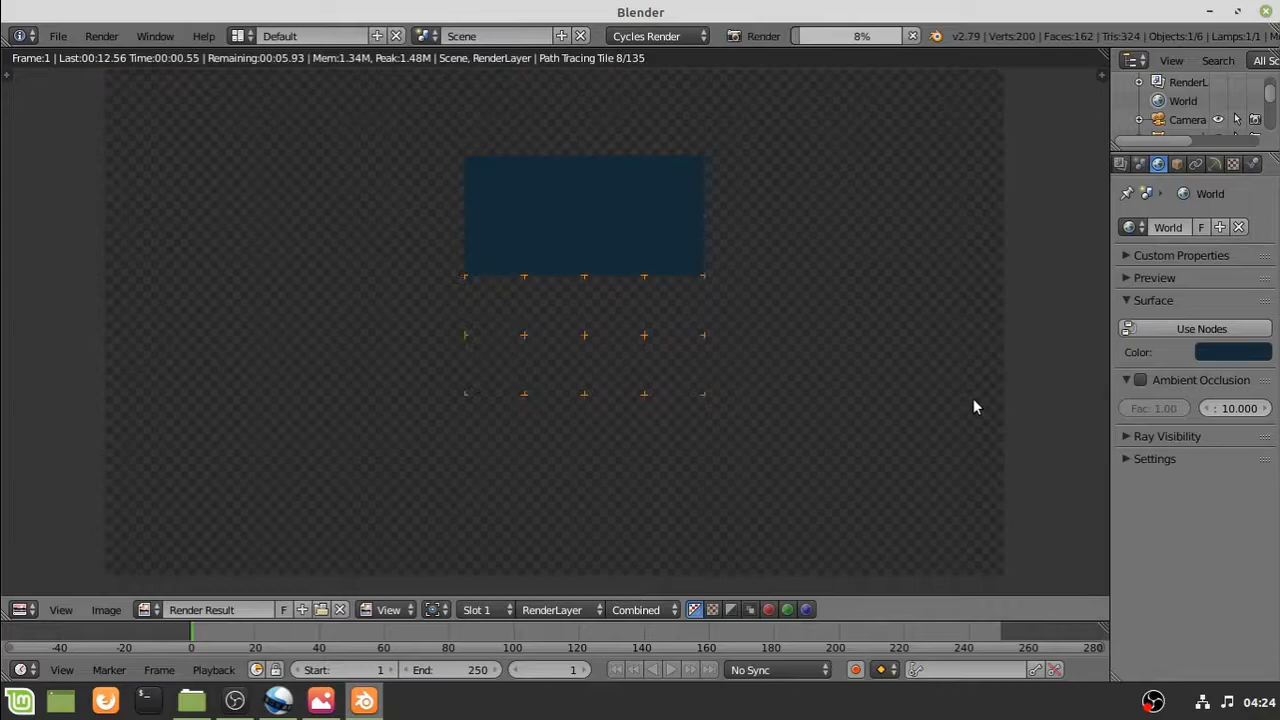 Blender
File Render Window Help Default Scene Cycles Render Render 8% v2.79 | Verts:200 | Faces:162 | Tris:324 | Objects:1/6 | Lamps:1/1 |
Frame:1 | Last:00:12.56 Time:00:00.55 | Remaining:00:05.93 | Mem:1.34M, Peak:1.48M | Scene, RenderLayer | Path Tracing Tile 8/135
View Search All Sc
RenderL
World
Camera
World
World F
Custom Properties
Preview
Surface
Use Nodes
Color:
Ambient Occlusion
Fac: 1.00 : 10.000
Ray Visibility
Settings
View Image Render Result F View Slot 1 RenderLayer Combined
-40 -20 0 20 40 60 80 100 120 140 160 180 200 220 240 260 280
View Marker Frame Playback Start: 1 End: 250 1 No Sync
04:24